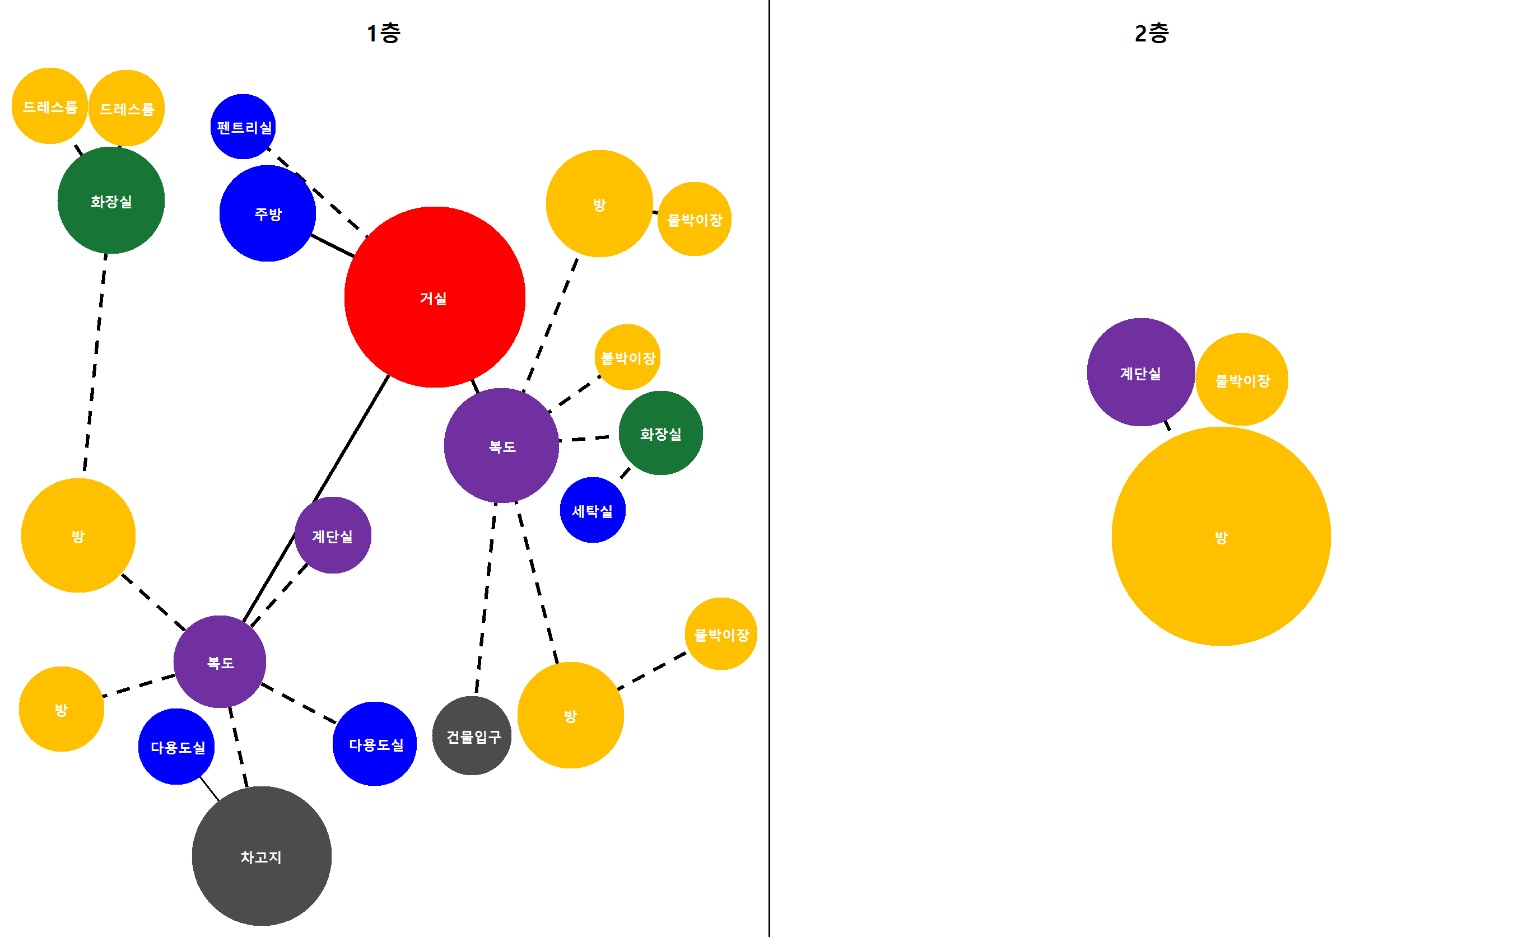 1층
드레스룸
드레스룸
펜트리실
화장실
주방
방
붙박이장
거실
붙박이장
화장실
복도
세탁실
방
계단실
복도
방
다용도실
다용도실
건물입구
방
붙박이장
차고지
2층
계단실
붙박이장
방